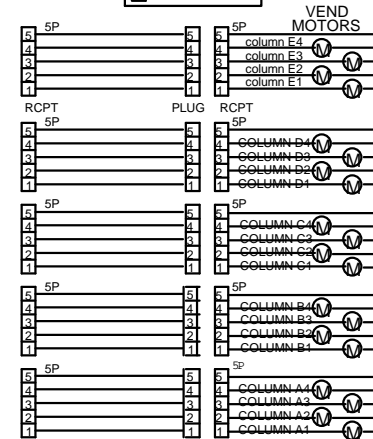 VEND
MOTORS
5P 5P
5 5 5
4 4 4 column E4 M
3 3 3 column E3 M
2 2 2 column E2 M
1 1 1 column E1 M
RCPT PLUG RCPT
5P 5P
5 5 5
4 4 4 COLUMN D4 M
3 3 3 COLUMN D3 M
2 2 2 COLUMN D2 M
1 1 1 COLUMN D1 M
5P 5P
5 5 5
4 4 4 COLUMN C4 M
3 3 3 COLUMN C3 M
2 2 2 COLUMN C2 M
1 1 1 COLUMN C1 M
5P 5P
5 5 5
4 4 4 COLUMN B4 M
3 3 3 COLUMN B3 M
2 2 2 COLUMN B2 M
1 1 1 COLUMN B1 M
5P 5P
5 5 5
4 4 4 COLUMN A4 M
3 3 3 COLUMN A3 M
2 2 2 COLUMN A2 M
1 1 1 COLUMN A1 M